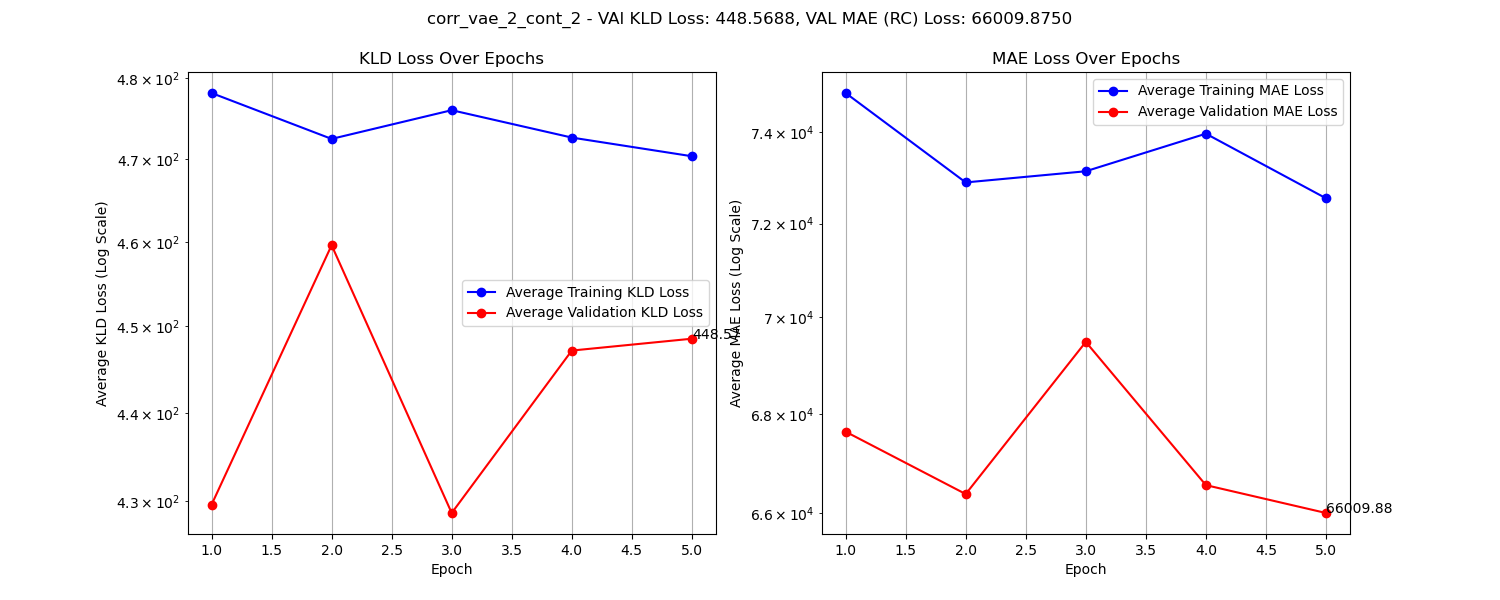 corr_vae_2_cont_2 - VAl KLD Loss: 448.5688, VAL MAE (RC) Loss: 66009.8750
KLD Loss Over Epochs
4.8 × 10²
4.7 × 10²
4.6 × 10²
4.5 × 10²
4.4 × 10²
4.3 × 10²
Average KLD Loss (Log Scale)
Average Training KLD Loss
Average Validation KLD Loss
448.57
1.0 1.5 2.0 2.5 3.0 3.5 4.0 4.5 5.0
Epoch
MAE Loss Over Epochs
7.4 × 10⁴
7.2 × 10⁴
7 × 10⁴
6.8 × 10⁴
6.6 × 10⁴
Average MAE Loss (Log Scale)
Average Training MAE Loss
Average Validation MAE Loss
66009.88
1.0 1.5 2.0 2.5 3.0 3.5 4.0 4.5 5.0
Epoch